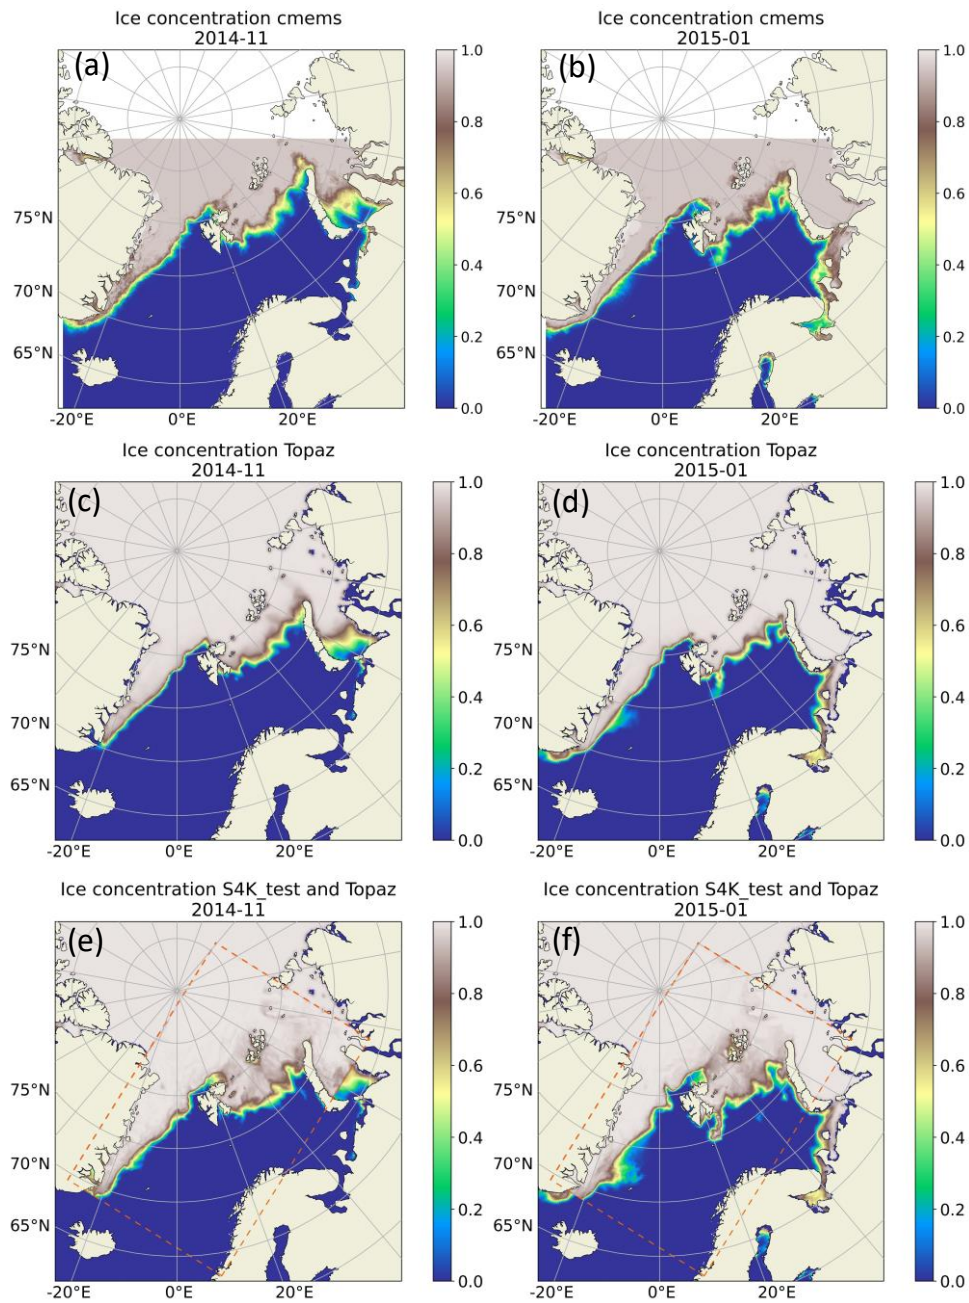 Ice concentration cmems
2014-11
(a)
75°N
70°N
65°N
-20°E 0°E 20°E
1.0
0.8
0.6
0.4
0.2
0.0
Ice concentration cmems
2015-01
(b)
75°N
70°N
65°N
-20°E 0°E 20°E
1.0
0.8
0.6
0.4
0.2
0.0
Ice concentration Topaz
2014-11
(c)
75°N
70°N
65°N
-20°E 0°E 20°E
1.0
0.8
0.6
0.4
0.2
0.0
Ice concentration Topaz
2015-01
(d)
75°N
70°N
65°N
-20°E 0°E 20°E
1.0
0.8
0.6
0.4
0.2
0.0
Ice concentration S4K_test and Topaz
2014-11
(e)
75°N
70°N
65°N
-20°E 0°E 20°E
1.0
0.8
0.6
0.4
0.2
0.0
Ice concentration S4K_test and Topaz
2015-01
(f)
75°N
70°N
65°N
-20°E 0°E 20°E
1.0
0.8
0.6
0.4
0.2
0.0